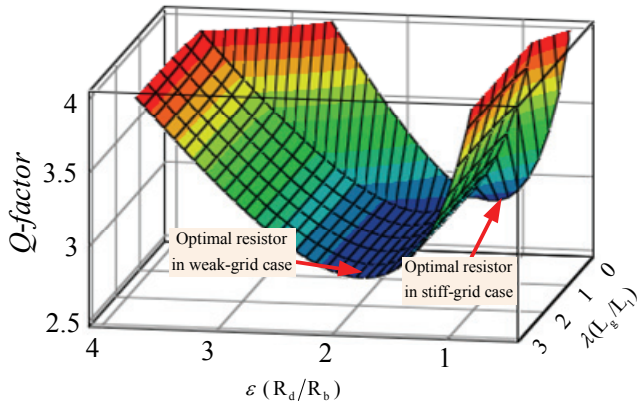 Q-factor
4
3.5
3
2.5
Optimal resistor
in weak-grid case
Optimal resistor
in stiff-grid case
4
3
2
1
ε (R_d/R_b)
3
2
1
0
λ(L_g/L_1)